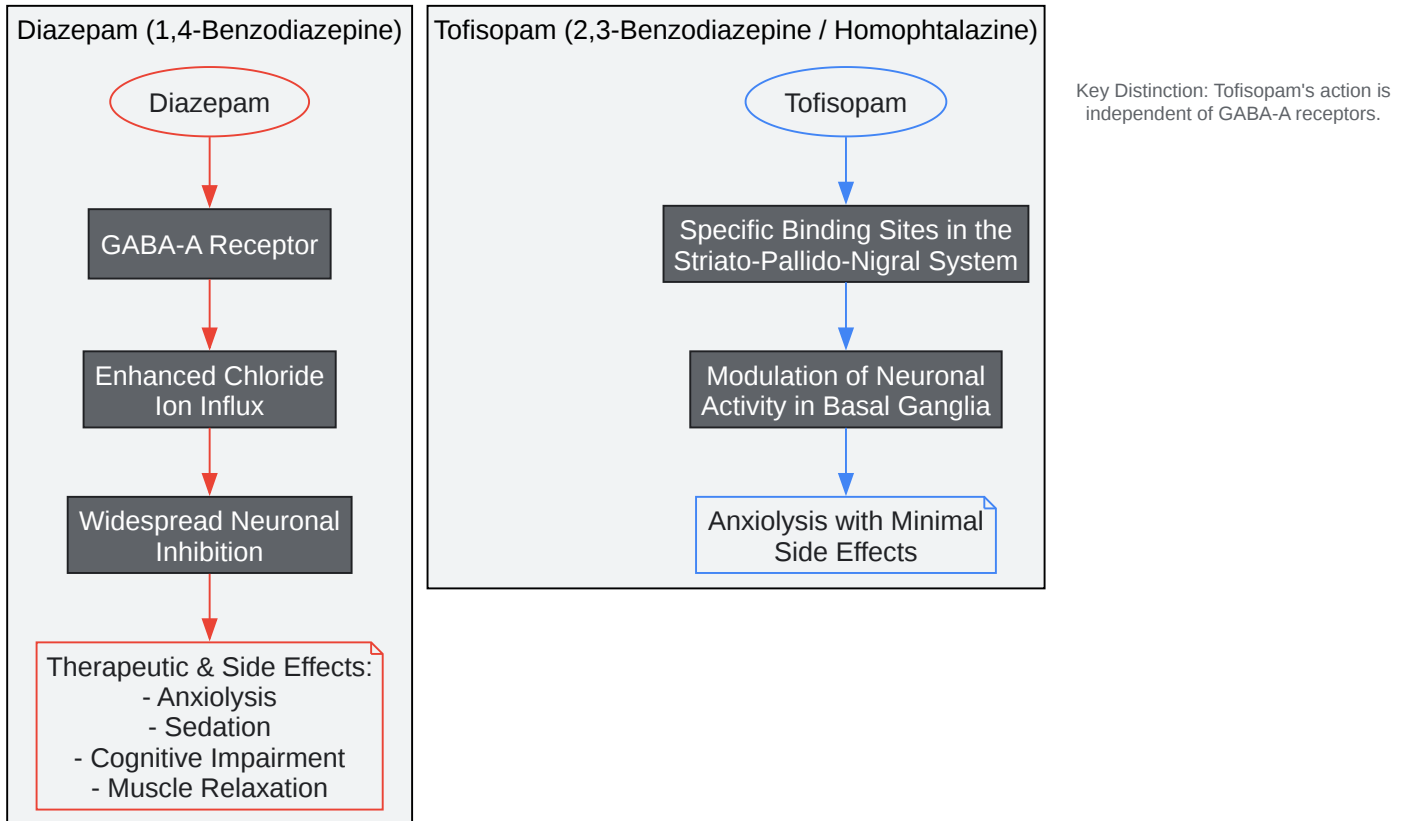 Diazepam (1,4-Benzodiazepine)
Diazepam
GABA-A Receptor
Enhanced Chloride
Ion Influx
Widespread Neuronal
Inhibition
Therapeutic & Side Effects:
- Anxiolysis
- Sedation
- Cognitive Impairment
- Muscle Relaxation
Tofisopam (2,3-Benzodiazepine / Homophtalazine)
Tofisopam
Specific Binding Sites in the
Striato-Pallido-Nigral System
Modulation of Neuronal
Activity in Basal Ganglia
Anxiolysis with Minimal
Side Effects
Key Distinction: Tofisopam's action is
independent of GABA-A receptors.